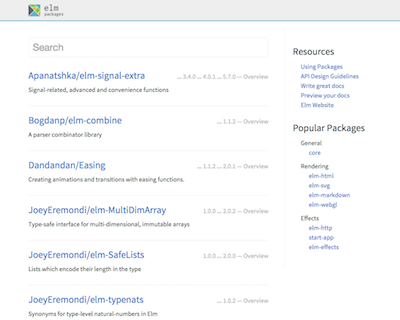 elm
packages
Search
Apanatshka/elm-signal-extra
... 3.4.0 ... 4.0.1 ... 5.7.0 — Overview
Signal-related, advanced and convenience functions
Bogdanp/elm-combine
... 1.1.2 — Overview
A parser combinator library
Dandandan/Easing
... 1.1.2 ... 2.0.1 — Overview
Creating animations and transitions with easing functions.
JoeyEremondi/elm-MultiDimArray
1.0.0 ... 2.0.2 — Overview
Type-safe interface for multi-dimensional, immutable arrays
JoeyEremondi/elm-SafeLists
1.0.0 ... 2.0.0 — Overview
Lists which encode their length in the type
JoeyEremondi/elm-typenats
... 1.0.2 — Overview
Synonyms for type-level natural-numbers in Elm
Resources
Using Packages
API Design Guidelines
Write great docs
Preview your docs
Elm Website
Popular Packages
General
core
Rendering
elm-html
elm-svg
elm-markdown
elm-webgl
Effects
elm-http
start-app
elm-effects